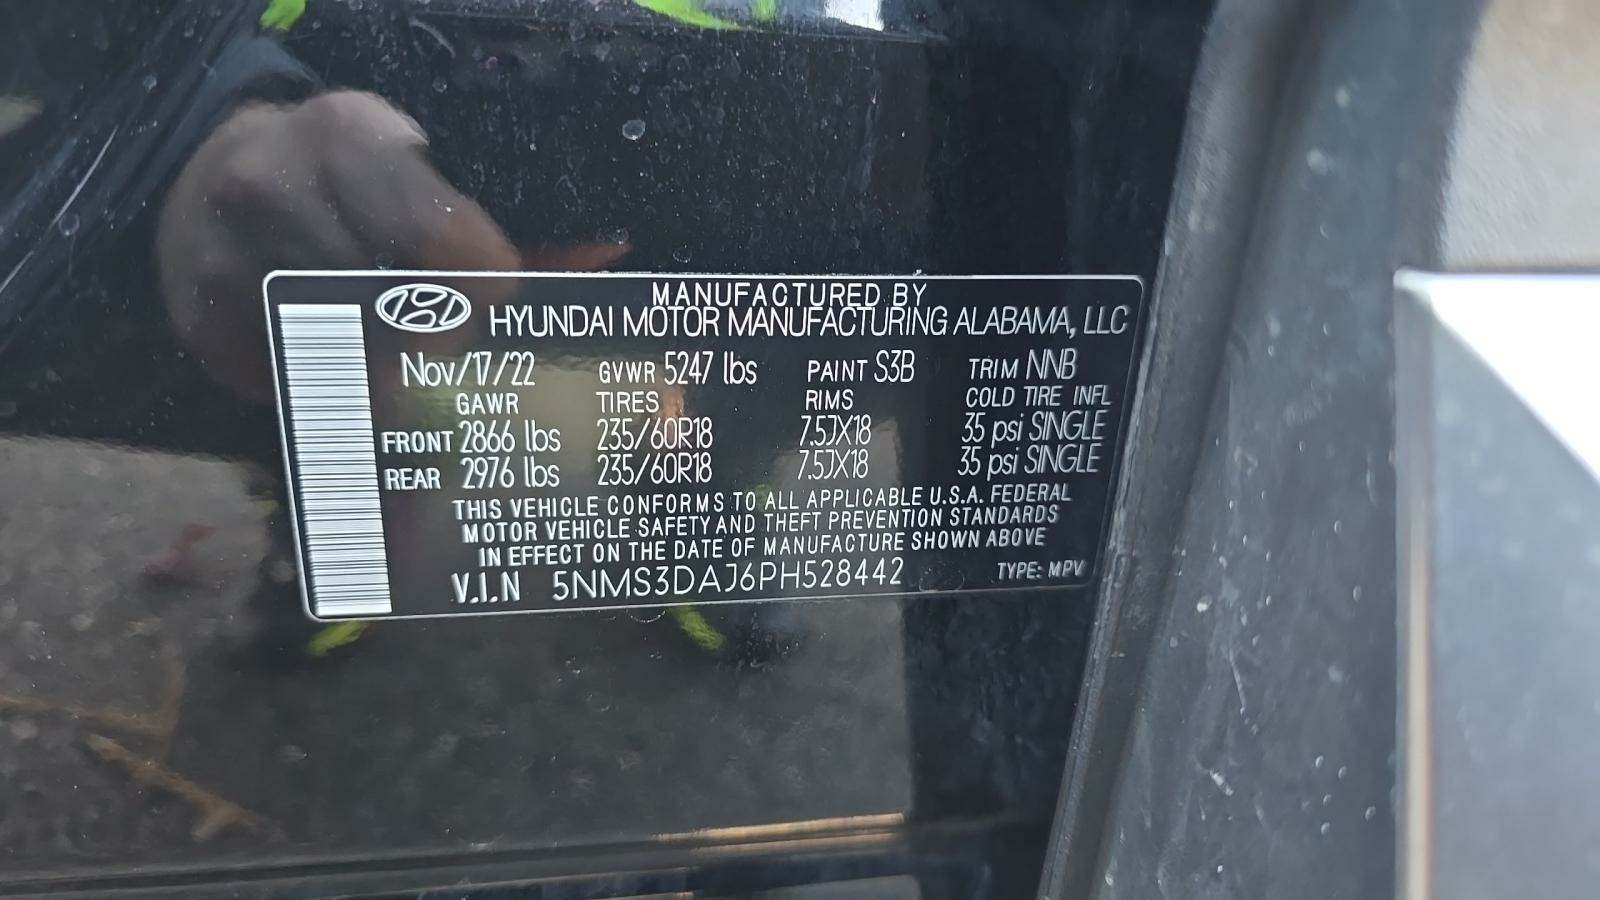 MANUFACTURED BY
HYUNDAI MOTOR MANUFACTURING ALABAMA, LLC
Nov/17/22 GVWR 5247 lbs PAINT S3B TRIM NNB
GAWR TIRES RIMS COLD TIRE INFL
FRONT 2866 lbs 235/60R18 7.5JX18 35 psi SINGLE
REAR 2976 lbs 235/60R18 7.5JX18 35 psi SINGLE
THIS VEHICLE CONFORMS TO ALL APPLICABLE U.S.A. FEDERAL
MOTOR VEHICLE SAFETY AND THEFT PREVENTION STANDARDS
IN EFFECT ON THE DATE OF MANUFACTURE SHOWN ABOVE
V.I.N 5NMS3DAJ6PH528442 TYPE: MPV